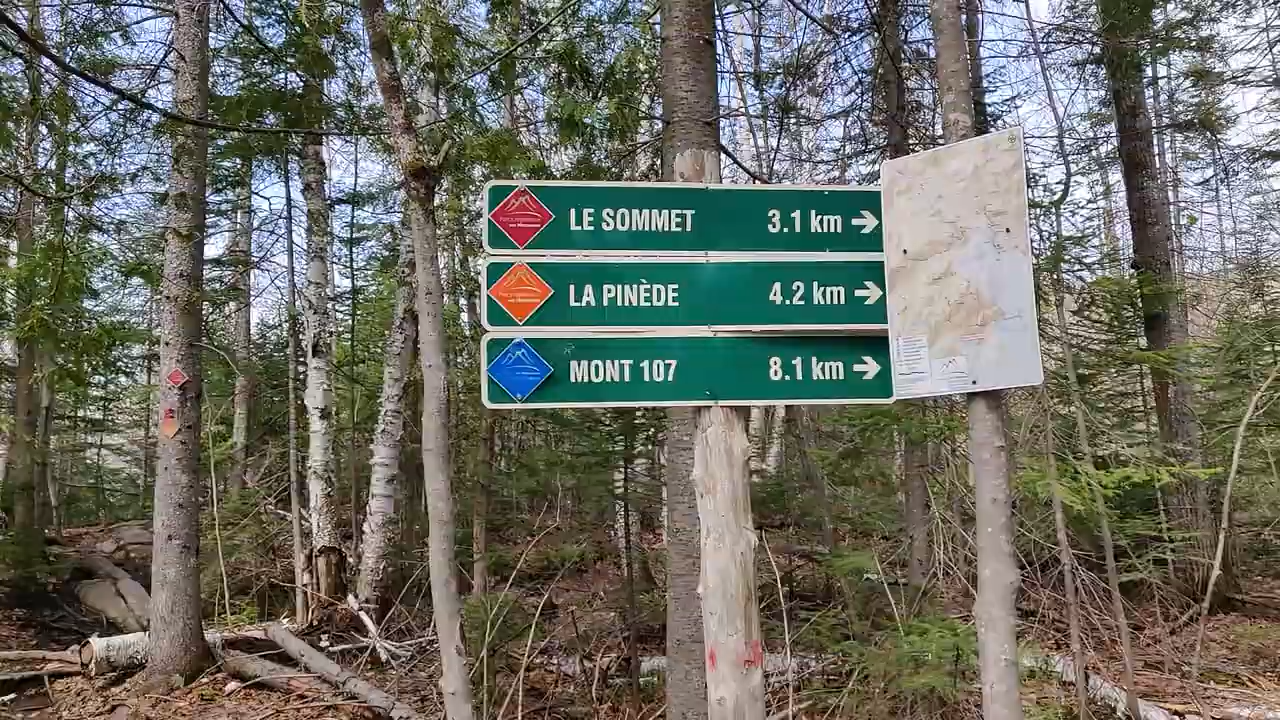 LE SOMMET 3.1 km →
LA PINÈDE 4.2 km →
MONT 107 8.1 km →